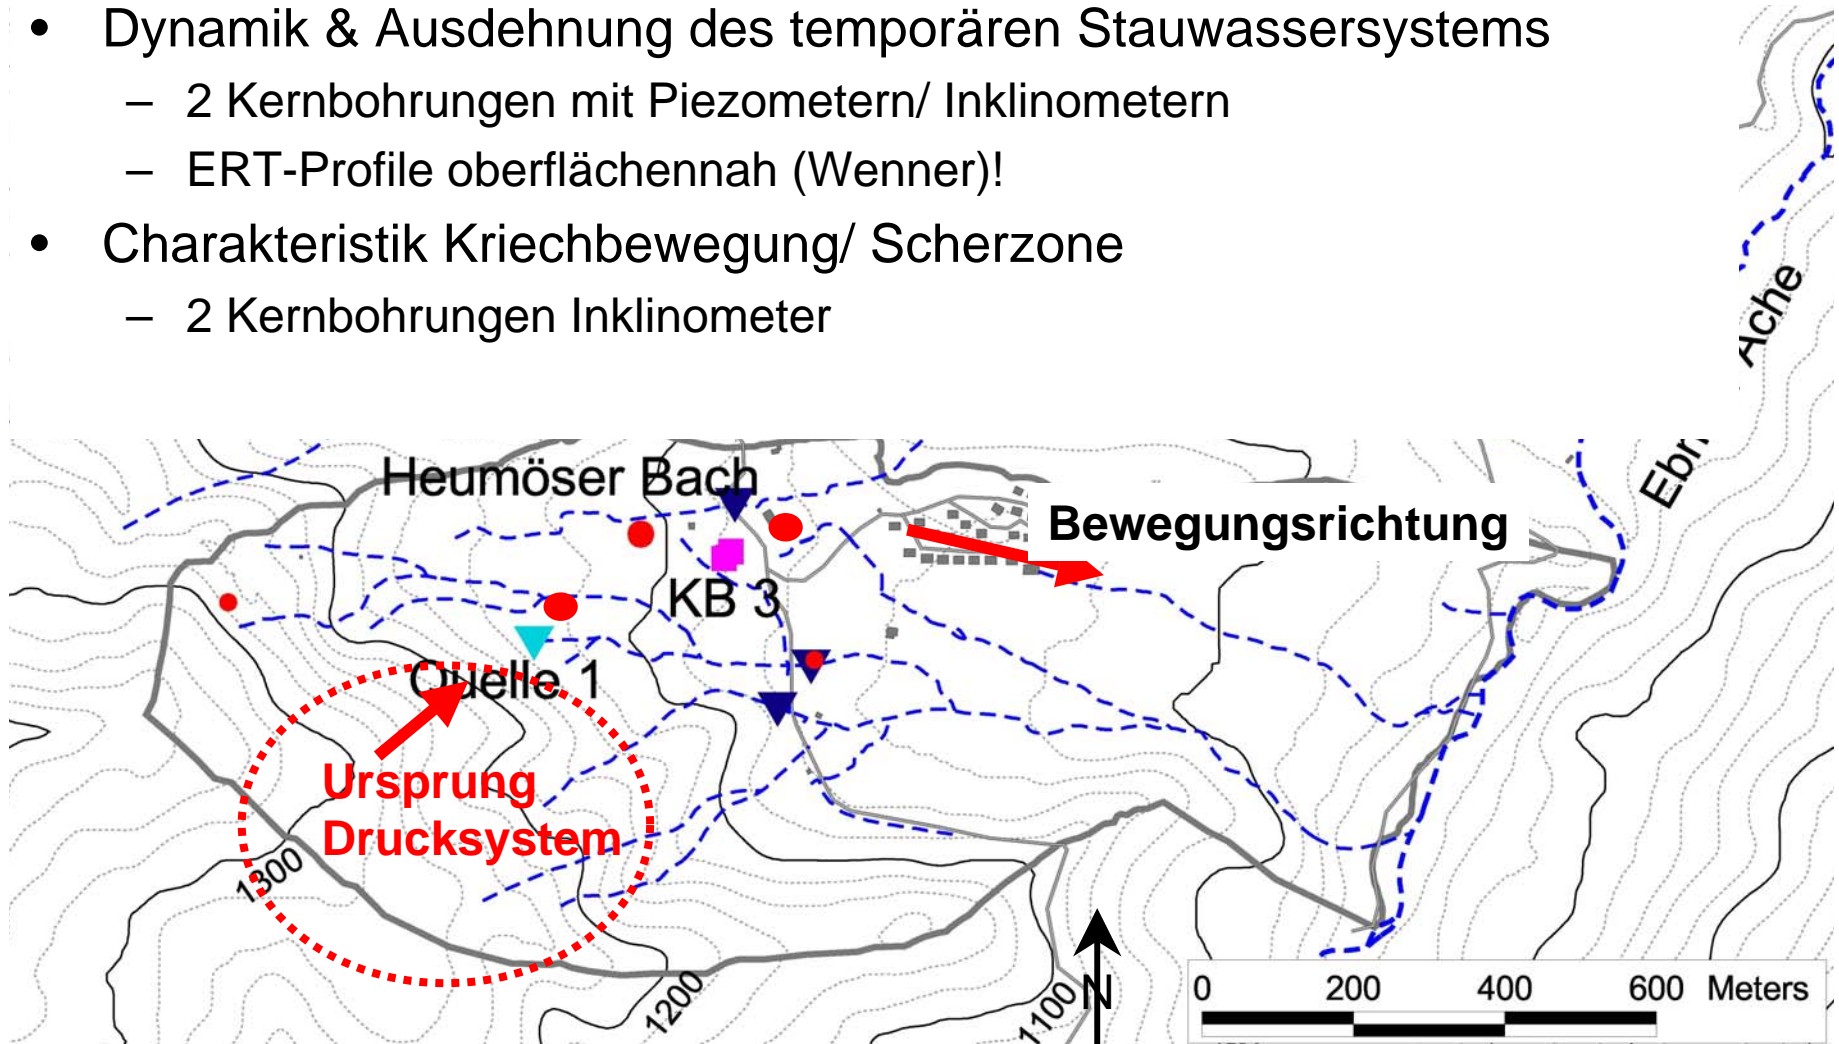 • Dynamik & Ausdehnung des temporären Stauwassersystems
– 2 Kernbohrungen mit Piezometern/ Inklinometern
– ERT-Profile oberflächennah (Wenner)!
• Charakteristik Kriechbewegung/ Scherzone
– 2 Kernbohrungen Inklinometer
Ache
Heumöser Bach
Bewegungsrichtung
KB 3
Quelle 1
Ursprung
Drucksystem
1300
1200
1100
N
0 200 400 600 Meters